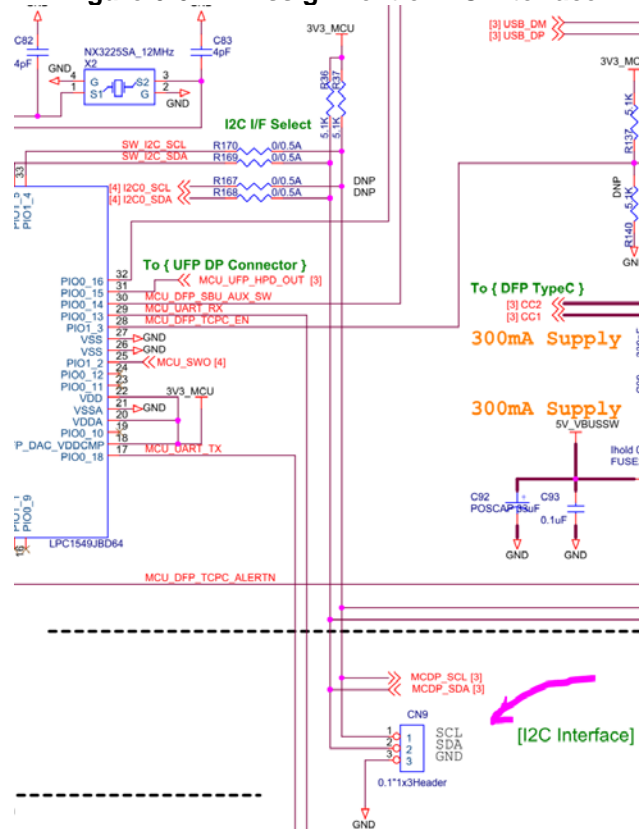 C82
4pF
GND
NX3225SA_12MHz
X2
4
1
G
S1
S2
G
3
2
GND
C83
4pF
3V3_MCU
R36
R37
5.1K
5.1K
[3] USB_DM
[3] USB_DP
5.1K
R137
DNP
5.1K
R140
I2C I/F Select
SW_I2C_SCL
SW_I2C_SDA
R170
0/0.5A
R169
0/0.5A
[4] I2C0_SCL
[4] I2C0_SDA
R167
0/0.5A
DNP
R168
0/0.5A
DNP
33
PIO1_4
To { UFP DP Connector }
PIO0_16
32
PIO0_15
31
MCU_UFP_HPD_OUT [3]
PIO0_14
30
MCU_DFP_SBU_AUX_SW
PIO0_13
29
MCU_UART_RX
PIO1_3
28
MCU_DFP_TCPC_EN
VSS
27
GND
VSS
26
GND
PIO1_2
25
MCU_SWO [4]
PIO0_12
24
PIO0_11
23
VDD
22
3V3_MCU
VSSA
21
GND
VDDA
20
PIO0_10
19
P_DAC_VDDCMP
18
PIO0_18
17
MCU_UART_TX
PIO0_9
16
LPC1549JBD64
To { DFP TypeC }
[3] CC2
[3] CC1
300mA Supply
300mA Supply
5V_VBUSSW
Ihold
FUSE
C92
POSCAP 33uF
C93
0.1uF
GND
GND
MCU_DFP_TCPC_ALERTN
MCDP_SCL [3]
MCDP_SDA [3]
CN9
1
2
3
1
2
3
SCL
SDA
GND
[I2C Interface]
0.1"1x3Header
GND